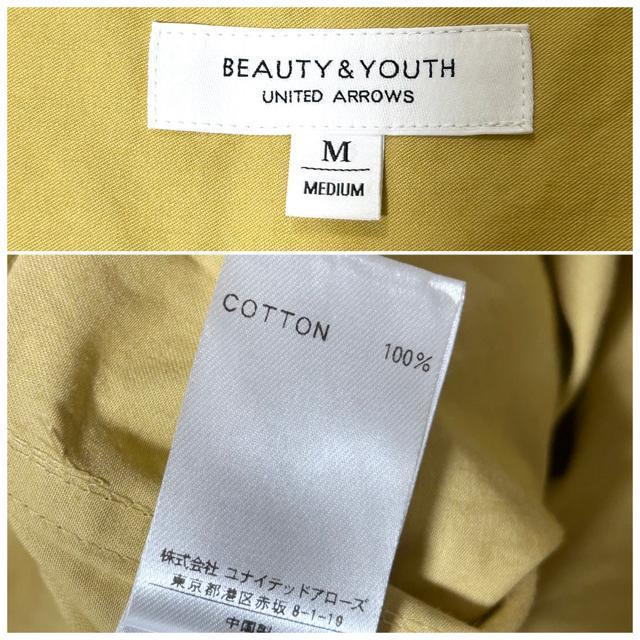 BEAUTY & YOUTH
UNITED ARROWS
M
MEDIUM
COTTON
100%
株式会社 ユナイテッドアローズ
東京都港区赤坂8-1-19
中国製